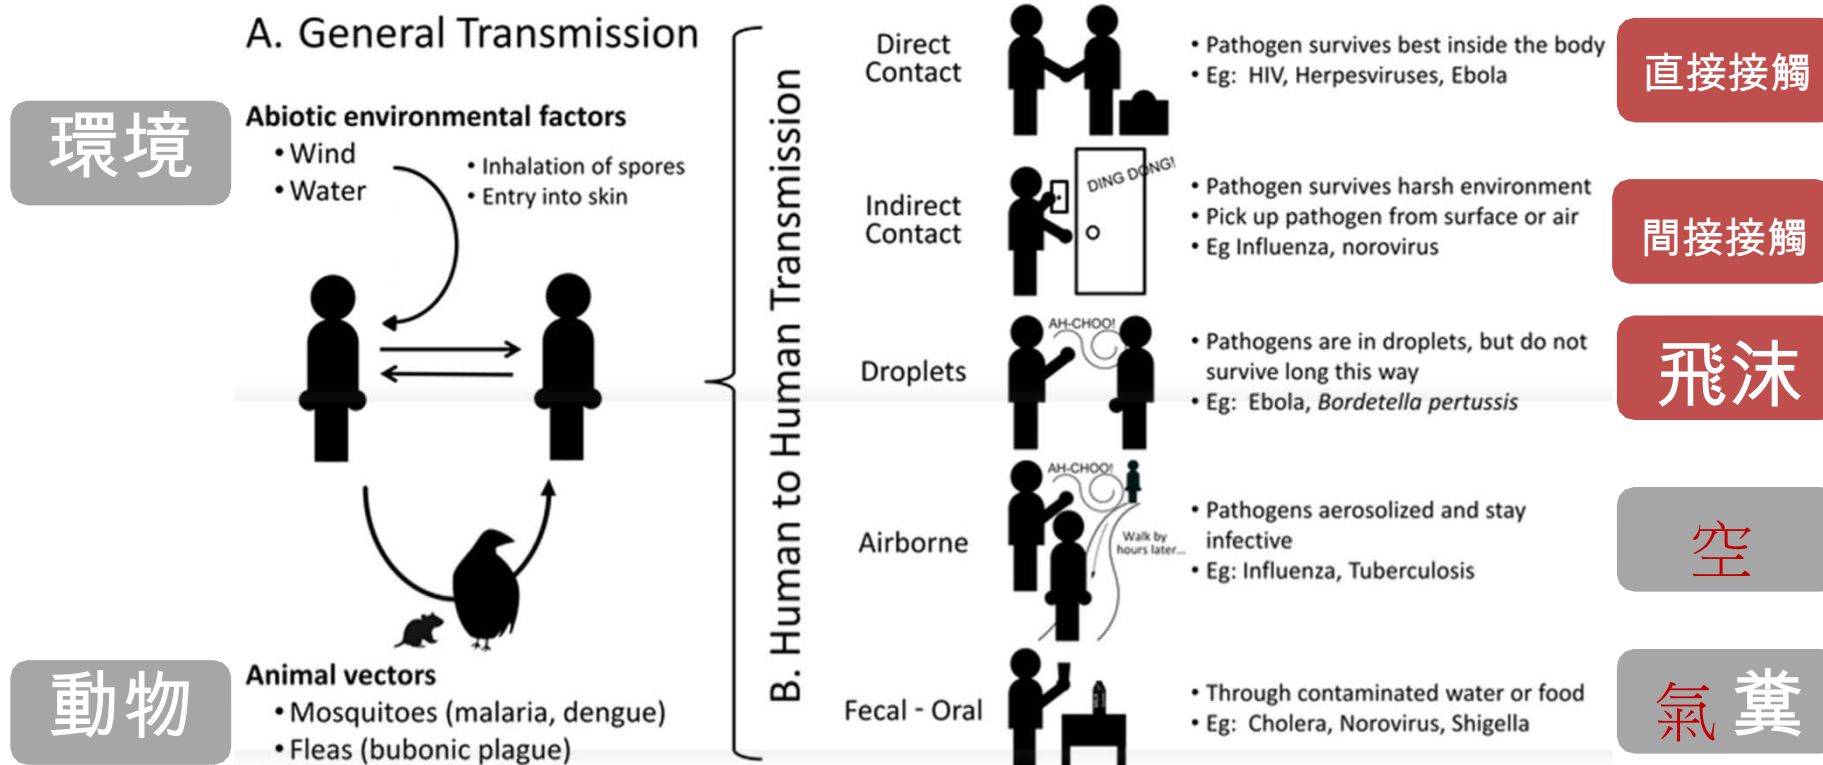 A. General Transmission
環境
Abiotic environmental factors
• Wind
• Water
• Inhalation of spores
• Entry into skin
動物
Animal vectors
• Mosquitoes (malaria, dengue)
• Fleas (bubonic plague)
B. Human to Human Transmission
Direct
Contact
• Pathogen survives best inside the body
• Eg: HIV, Herpesviruses, Ebola
直接接觸
Indirect
Contact
DING DONG!
• Pathogen survives harsh environment
• Pick up pathogen from surface or air
• Eg Influenza, norovirus
間接接觸
Droplets
AH-CHOO!
• Pathogens are in droplets, but do not
survive long this way
• Eg: Ebola, Bordetella pertussis
飛沫
Airborne
AH-CHOO!
Walk by
hours later...
• Pathogens aerosolized and stay
infective
• Eg: Influenza, Tuberculosis
空
Fecal - Oral
• Through contaminated water or food
• Eg: Cholera, Norovirus, Shigella
氣 糞